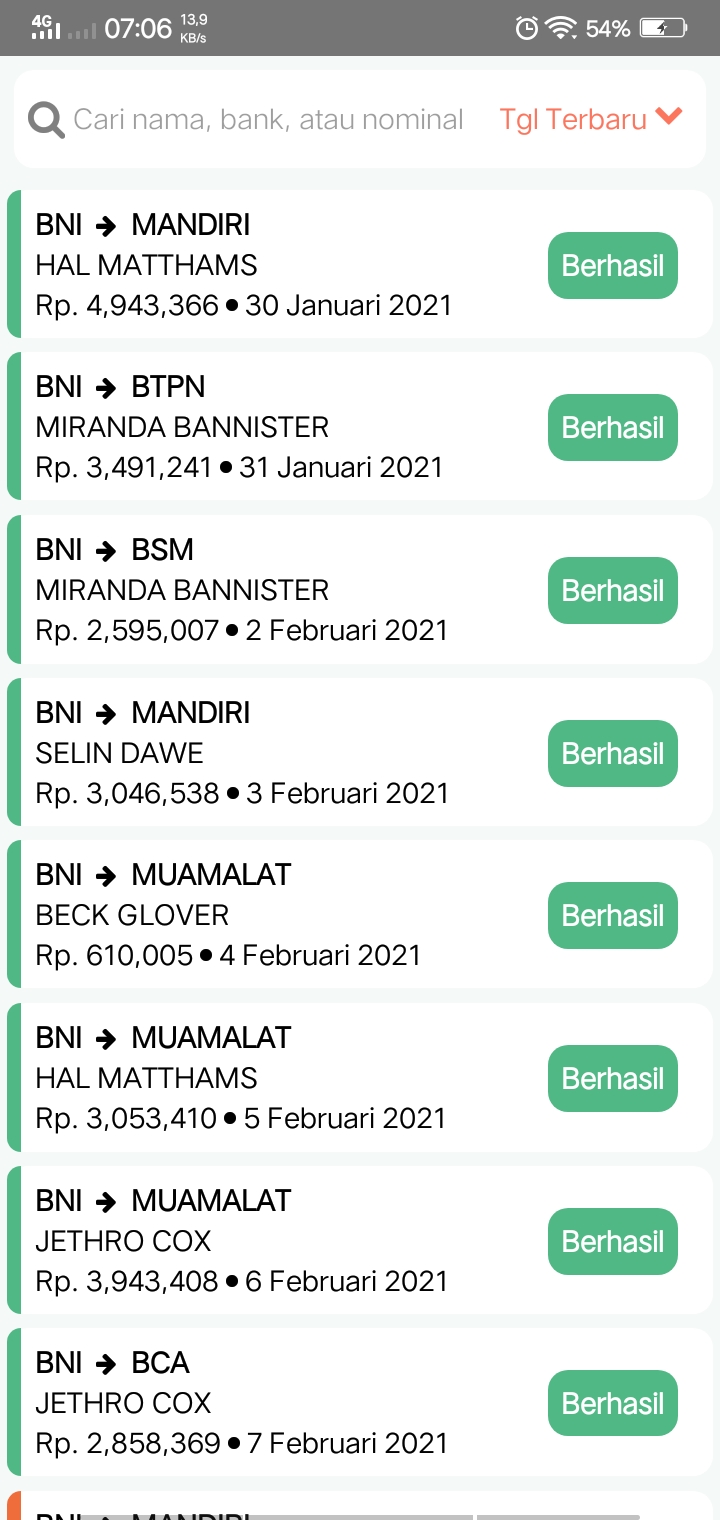 4G 07:06 13,9 KB/s 54%
Cari nama, bank, atau nominal Tgl Terbaru
BNI → MANDIRI
HAL MATTHAMS
Rp. 4,943,366 ● 30 Januari 2021
Berhasil
BNI → BTPN
MIRANDA BANNISTER
Rp. 3,491,241 ● 31 Januari 2021
Berhasil
BNI → BSM
MIRANDA BANNISTER
Rp. 2,595,007 ● 2 Februari 2021
Berhasil
BNI → MANDIRI
SELIN DAWE
Rp. 3,046,538 ● 3 Februari 2021
Berhasil
BNI → MUAMALAT
BECK GLOVER
Rp. 610,005 ● 4 Februari 2021
Berhasil
BNI → MUAMALAT
HAL MATTHAMS
Rp. 3,053,410 ● 5 Februari 2021
Berhasil
BNI → MUAMALAT
JETHRO COX
Rp. 3,943,408 ● 6 Februari 2021
Berhasil
BNI → BCA
JETHRO COX
Rp. 2,858,369 ● 7 Februari 2021
Berhasil
BNI → MANDIRI